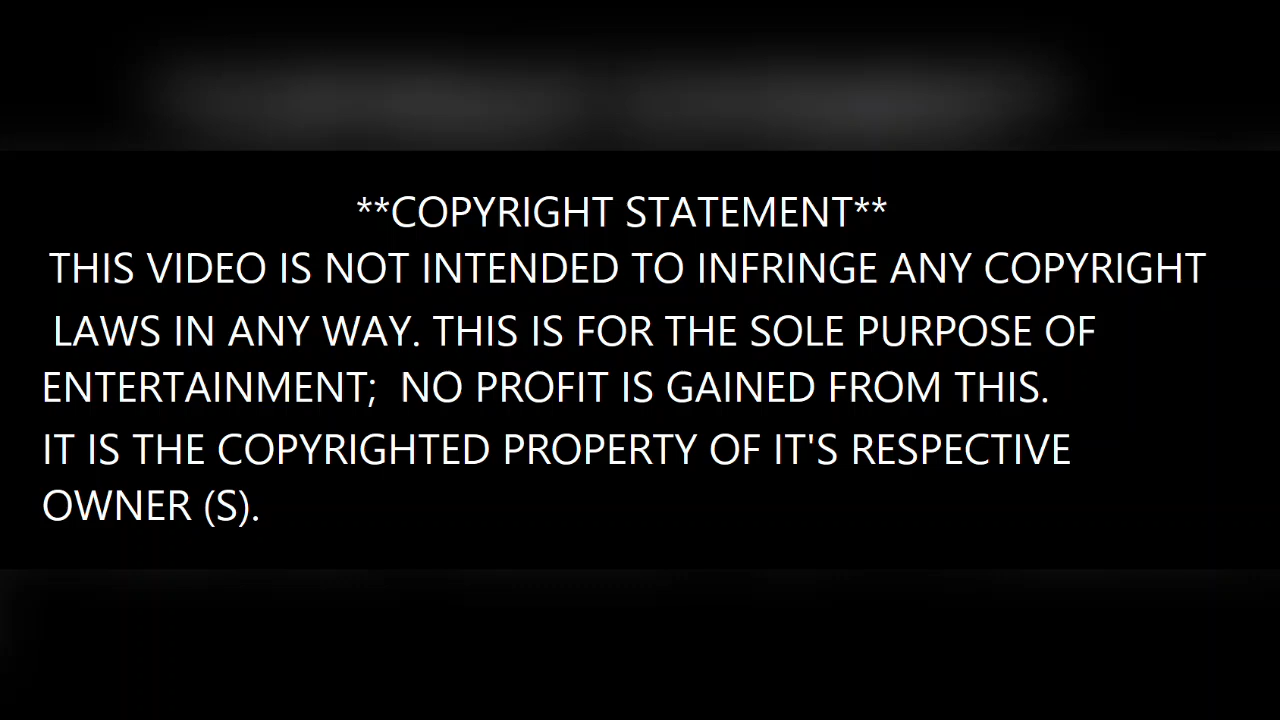 **COPYRIGHT STATEMENT**
THIS VIDEO IS NOT INTENDED TO INFRINGE ANY COPYRIGHT
LAWS IN ANY WAY. THIS IS FOR THE SOLE PURPOSE OF
ENTERTAINMENT;  NO PROFIT IS GAINED FROM THIS.
IT IS THE COPYRIGHTED PROPERTY OF IT'S RESPECTIVE
OWNER (S).